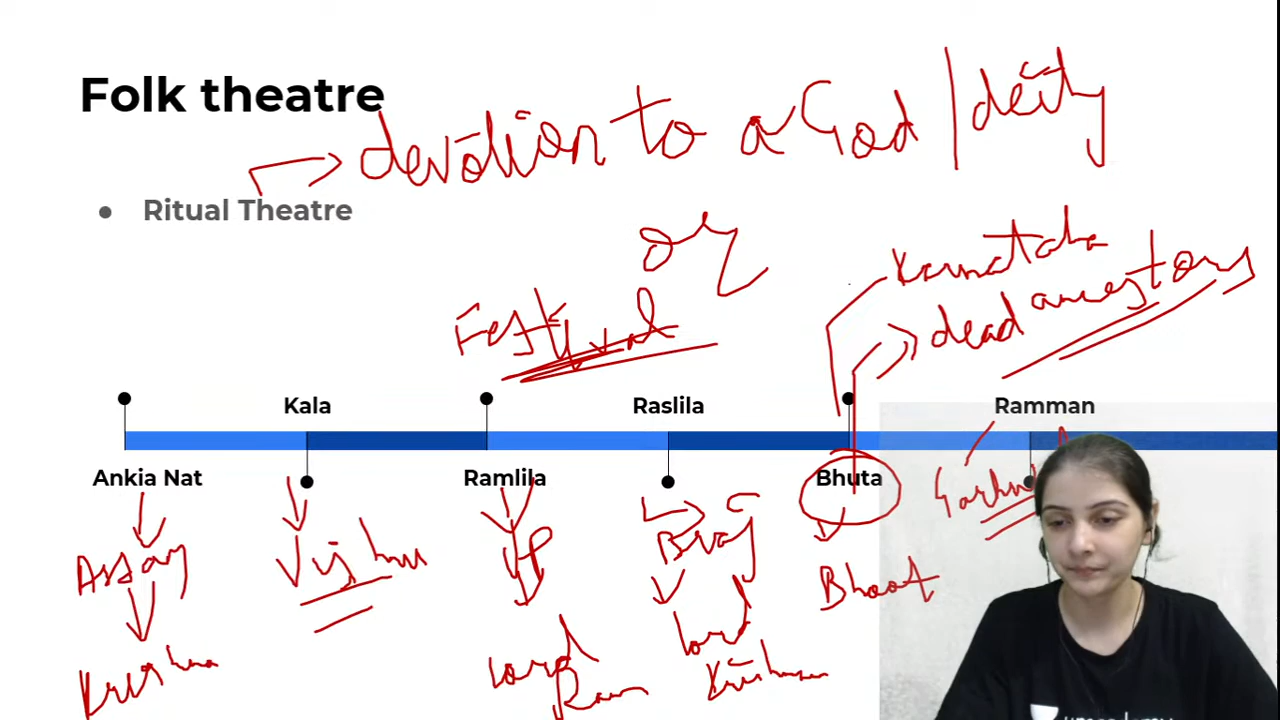 Folk theatre
devotion to a God / deity
Ritual Theatre
or
Karnataka
Festival
dead ancestors
Kala
Raslila
Ramman
Ankia Nat
Ramlila
Bhuta
Assam
Vishnu
UP
Braj
Bhoot
Krishna
lord
Ram
lord
Krishna